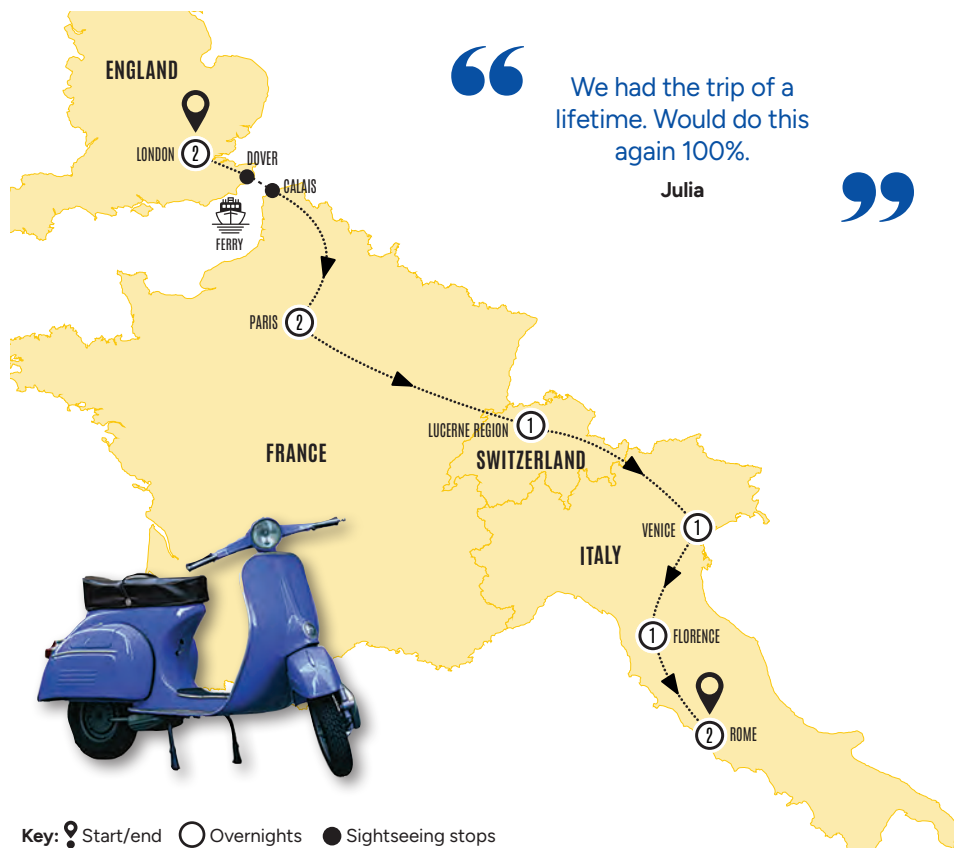 ENGLAND
LONDON 2
DOVER
CALAIS
FERRY
“
We had the trip of a
lifetime. Would do this
again 100%.
Julia
”
PARIS 2
LUCERNE REGION 1
FRANCE
SWITZERLAND
VENICE 1
ITALY
1 FLORENCE
2 ROME
Key: Start/end Overnights Sightseeing stops